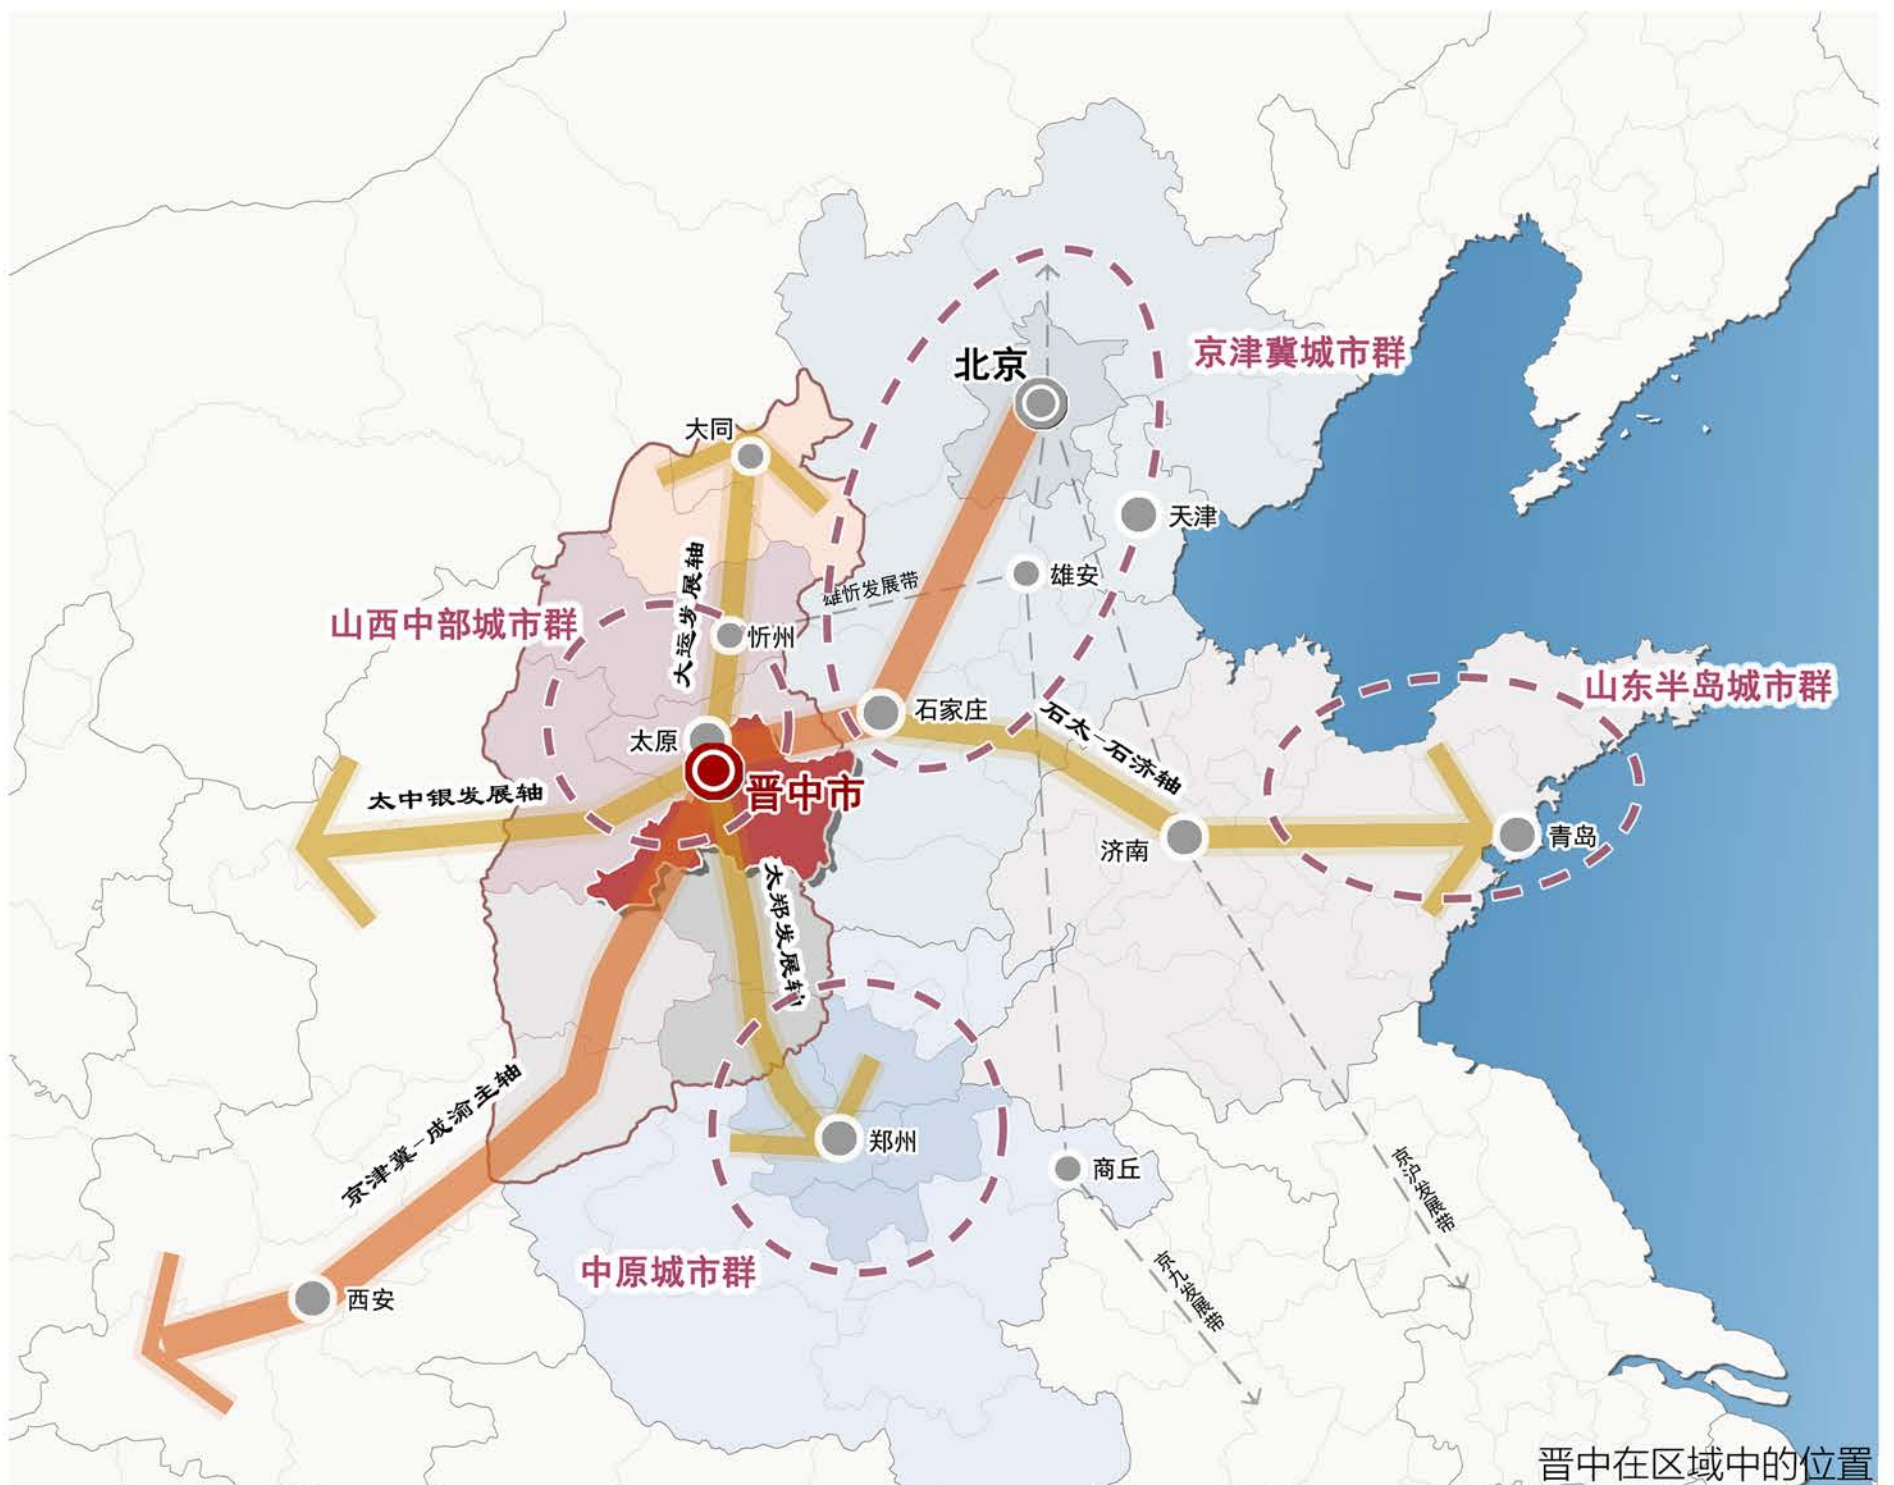 京津冀城市群
北京
大同
天津
大运发展轴
雄安
雄忻发展带
山西中部城市群
忻州
山东半岛城市群
石家庄
太原
石太-石济轴
晋中市
太中银发展轴
青岛
济南
太郑发展轴
京津冀-成渝主轴
郑州
商丘
京沪发展带
中原城市群
京九发展带
西安
晋中在区域中的位置